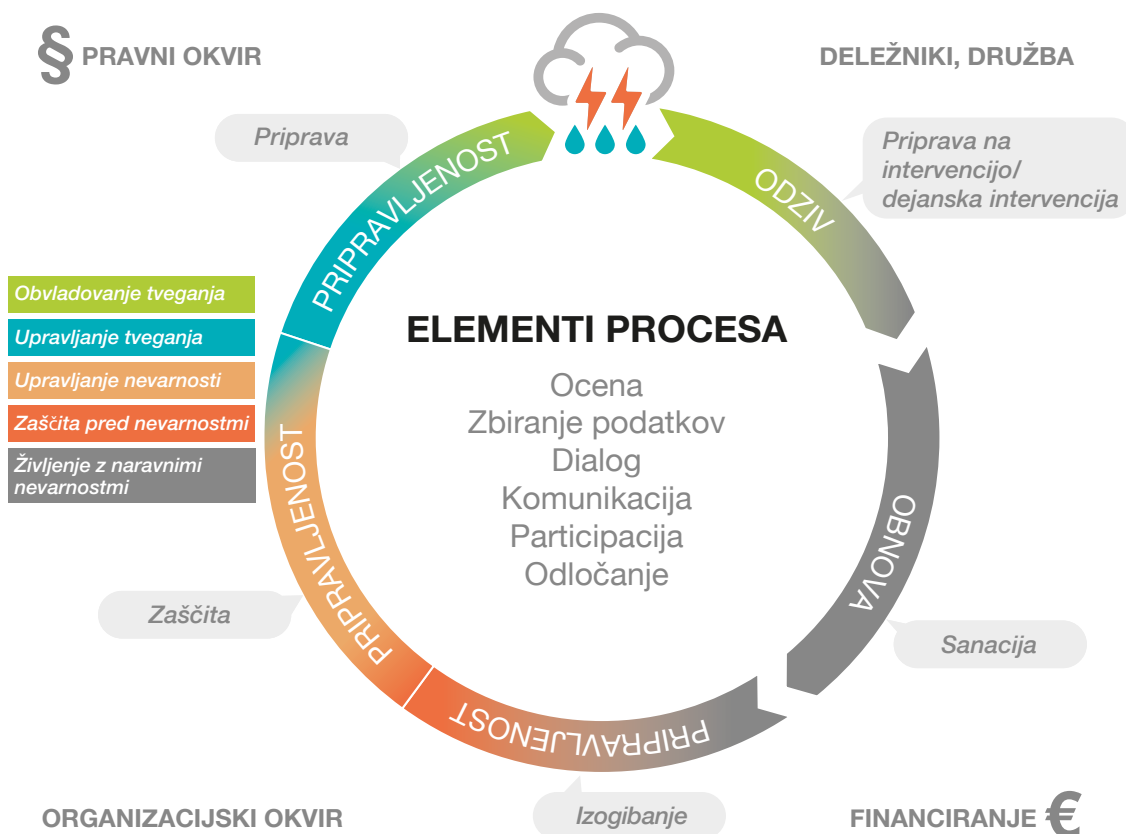 § PRAVNI OKVIR
DELEŽNIKI, DRUŽBA
Priprava
PRIPRAVLJENOST
ODZIV
Priprava na
intervencijo/
dejanska intervencija
Obvladovanje tveganja
Upravljanje tveganja
Upravljanje nevarnosti
Zaščita pred nevarnostmi
Življenje z naravnimi
nevarnostmi
ELEMENTI PROCESA
Ocena
Zbiranje podatkov
Dialog
Komunikacija
Participacija
Odločanje
PRIPRAVLJENOST
OBNOVA
Zaščita
Sanacija
PRIPRAVLJENOST
Izogibanje
ORGANIZACIJSKI OKVIR
FINANCIRANJE €